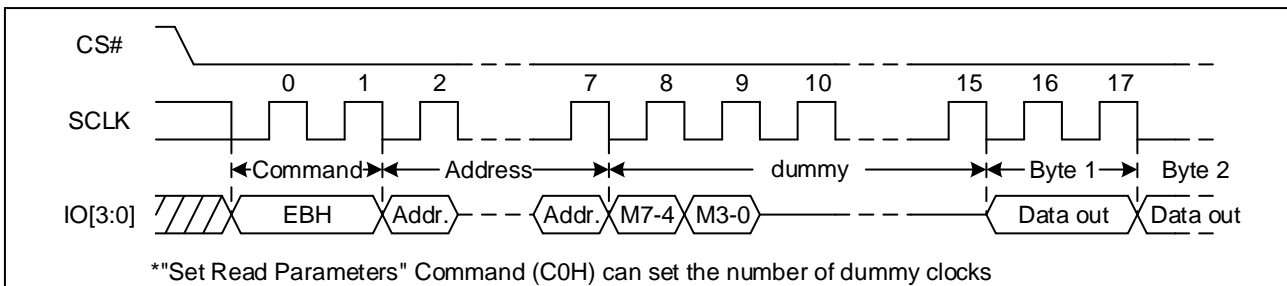 CS#
0 1 2 7 8 9 10 15 16 17
SCLK
Command Address dummy Byte 1 Byte 2
IO[3:0] EBH Addr. Addr. M7-4 M3-0 Data out Data out
*"Set Read Parameters" Command (C0H) can set the number of dummy clocks